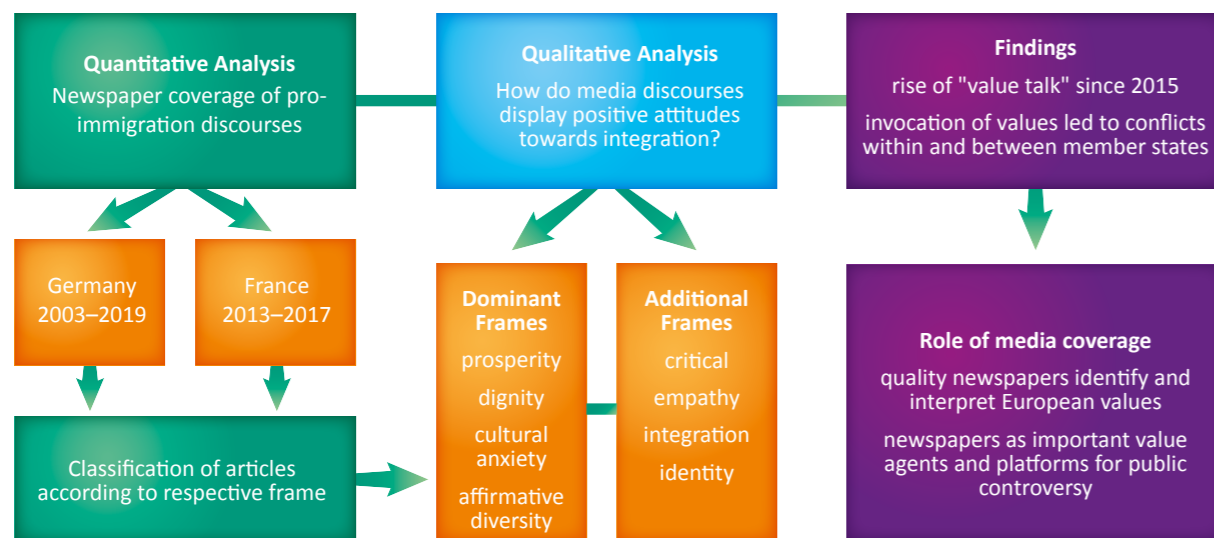 Quantitative Analysis
Newspaper coverage of pro-
immigration discourses
Qualitative Analysis
How do media discourses
display positive attitudes
towards integration?
Findings
rise of "value talk" since 2015
invocation of values led to conflicts
within and between member states
Germany
2003–2019
France
2013–2017
Classification of articles
according to respective frame
Dominant
Frames
prosperity
dignity
cultural
anxiety
affirmative
diversity
Additional
Frames
critical
empathy
integration
identity
Role of media coverage
quality newspapers identify and
interpret European values
newspapers as important value
agents and platforms for public
controversy